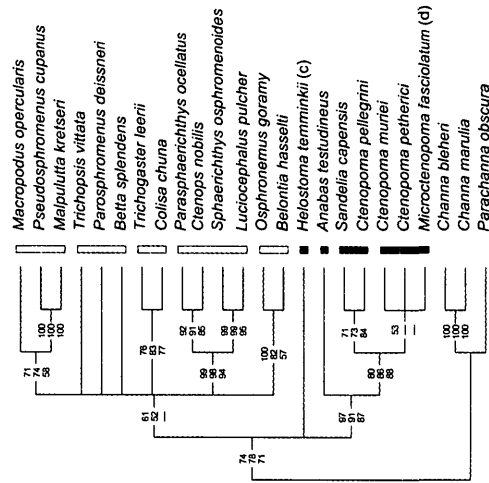 Macropodus opercularis
Pseudosphromenus cupanus
Malpulutta kretseri
Trichopsis vittata
Parosphromenus deissneri
Betta splendens
Trichogaster leerii
Colisa chuna
Parasphaerichthys ocellatus
Ctenops nobilis
Sphaerichthys osphromenoides
Luciocephalus pulcher
Osphronemus goramy
Belontia hasselti
Helostoma temminkii (c)
Anabas testudineus
Sandelia capensis
Ctenopoma pellegrini
Ctenopoma muriei
Ctenopoma petherici
Microctenopoma fasciolatum (d)
Channa bleheri
Channa marulia
Parachanna obscura
100
100
100
71
74
58
78
83
77
92
91
85
99
99
95
99
98
94
100
82
57
61
52
—
71
73
84
53
—
—
80
86
88
97
91
87
100
100
100
74
78
71